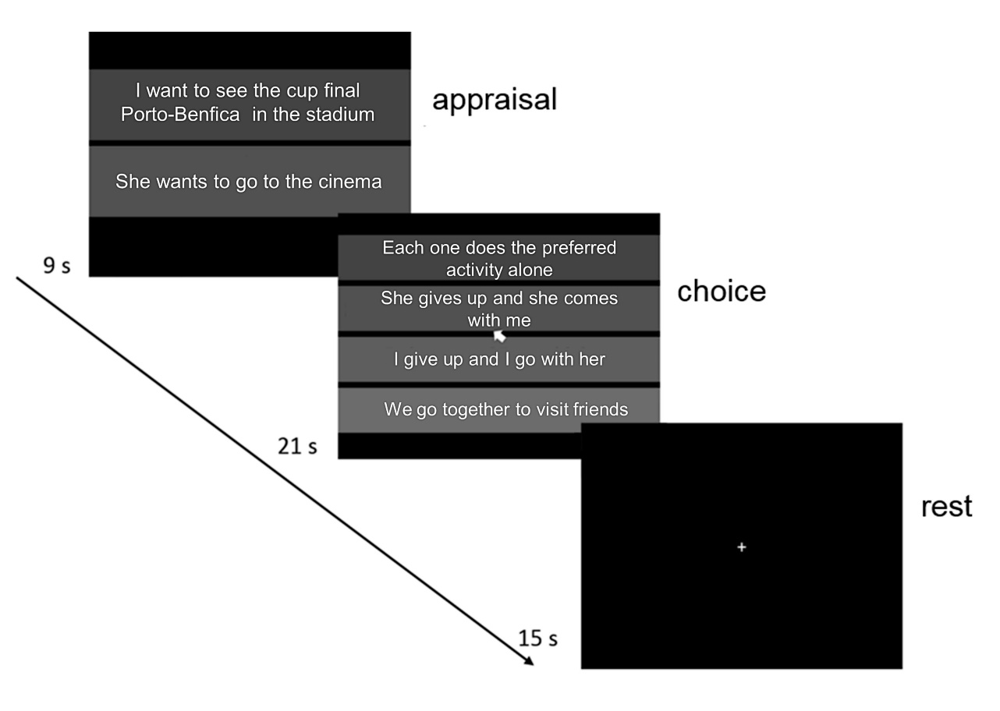 I want to see the cup final
Porto-Benfica in the stadium
She wants to go to the cinema
appraisal
9 s
Each one does the preferred
activity alone
She gives up and she comes
with me
I give up and I go with her
We go together to visit friends
choice
21 s
+
rest
15 s